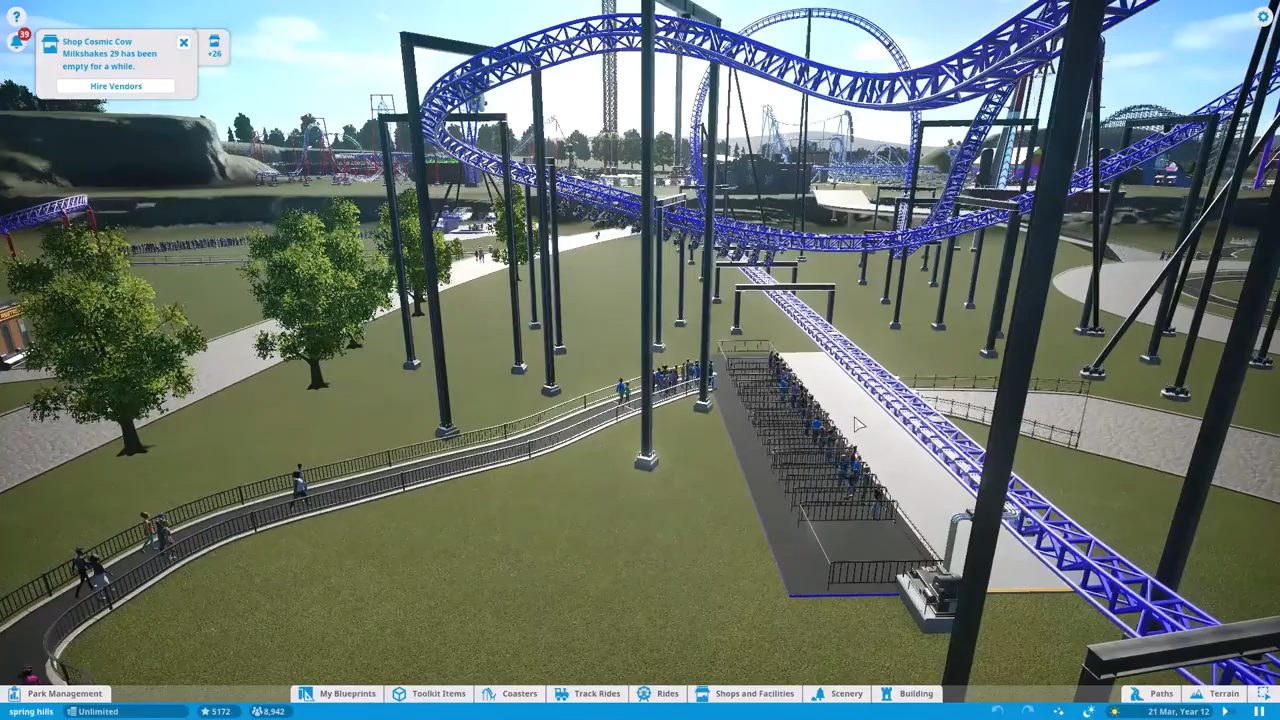 ?
39
Shop Cosmic Cow
Milkshakes 29 has been
empty for a while.
Hire Vendors
+26
Park Management
My Blueprints
Toolkit Items
Coasters
Track Rides
Rides
Shops and Facilities
Scenery
Building
Paths
Terrain
spring hills
Unlimited
5172
8,942
21 Mar, Year 12